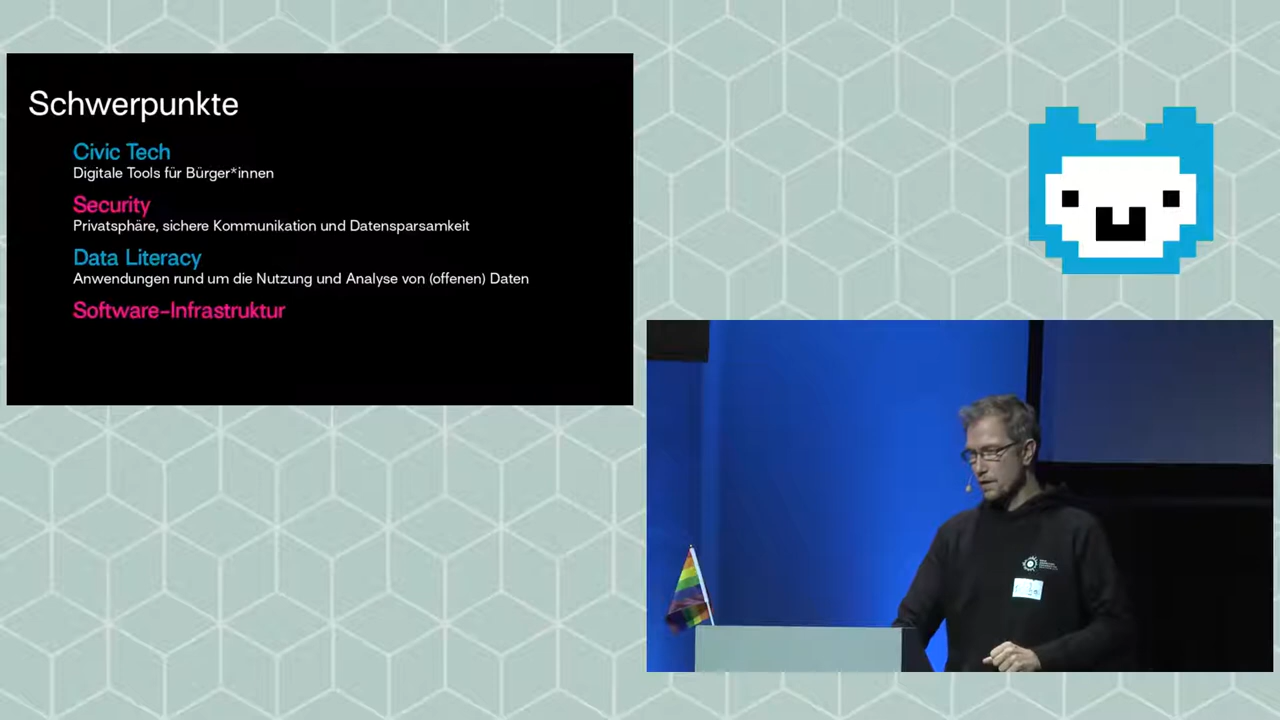 Schwerpunkte
Civic Tech
Digitale Tools für Bürger*innen
Security
Privatsphäre, sichere Kommunikation und Datensparsamkeit
Data Literacy
Anwendungen rund um die Nutzung und Analyse von (offenen) Daten
Software-Infrastruktur